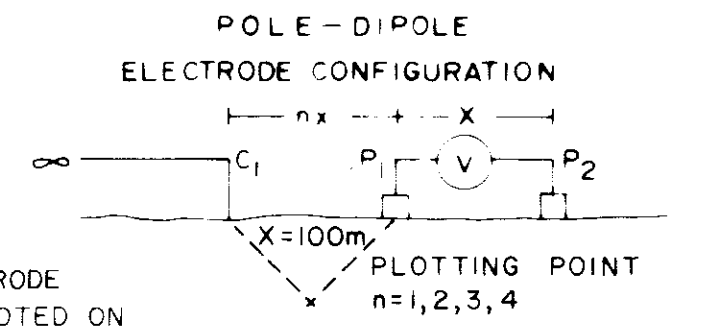 POLE-DIPOLE
ELECTRODE CONFIGURATION
nx X
∞ C1 P1 V P2
X=100m
PLOTTING POINT
n=1,2,3,4
x
RODE
OTED ON